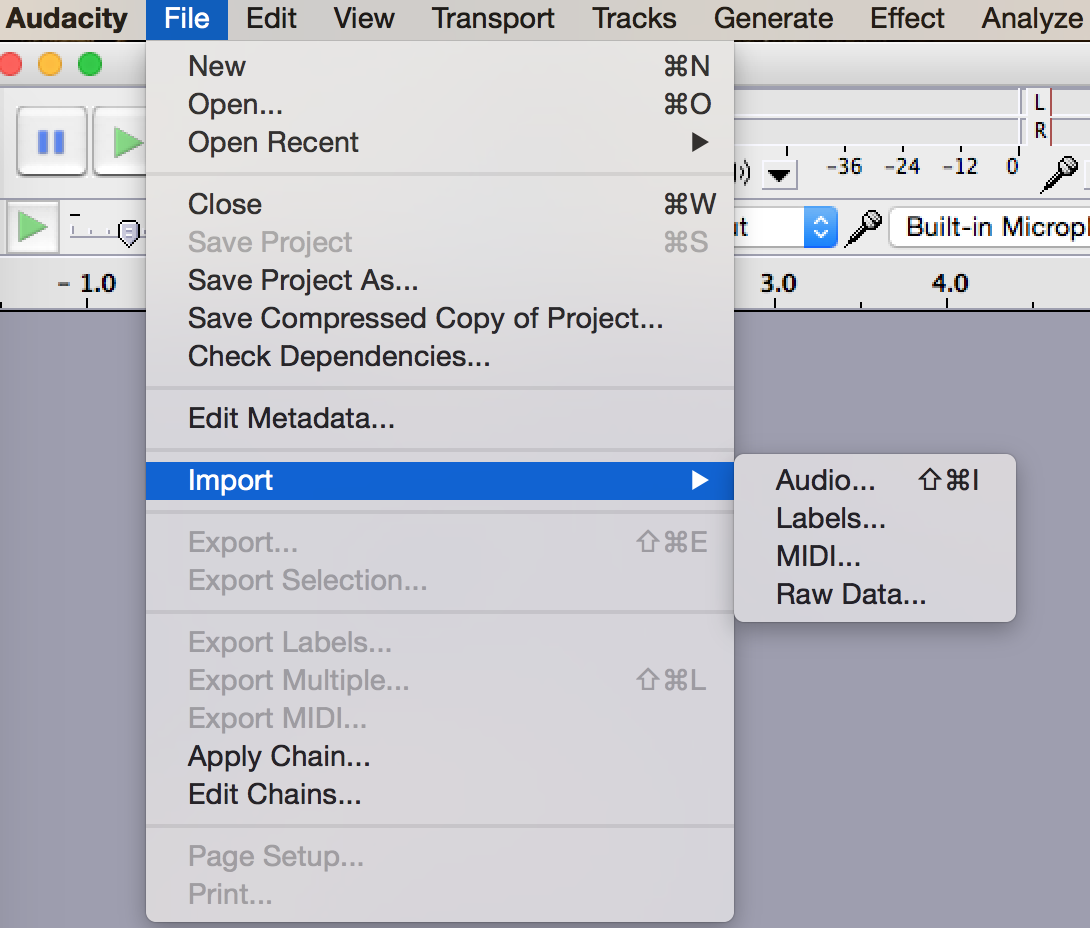 Audacity File Edit View Transport Tracks Generate Effect Analyze
New ⌘N
Open... ⌘O
Open Recent ▶
Close ⌘W
Save Project ⌘S
Save Project As...
Save Compressed Copy of Project...
Check Dependencies...
Edit Metadata...
Import ▶
Export... ⇧⌘E
Export Selection...
Export Labels...
Export Multiple... ⇧⌘L
Export MIDI...
Apply Chain...
Edit Chains...
Page Setup...
Print...
Audio... ⇧⌘I
Labels...
MIDI...
Raw Data...
L
R
-36 -24 -12 0
Built-in
- 1.0 3.0 4.0